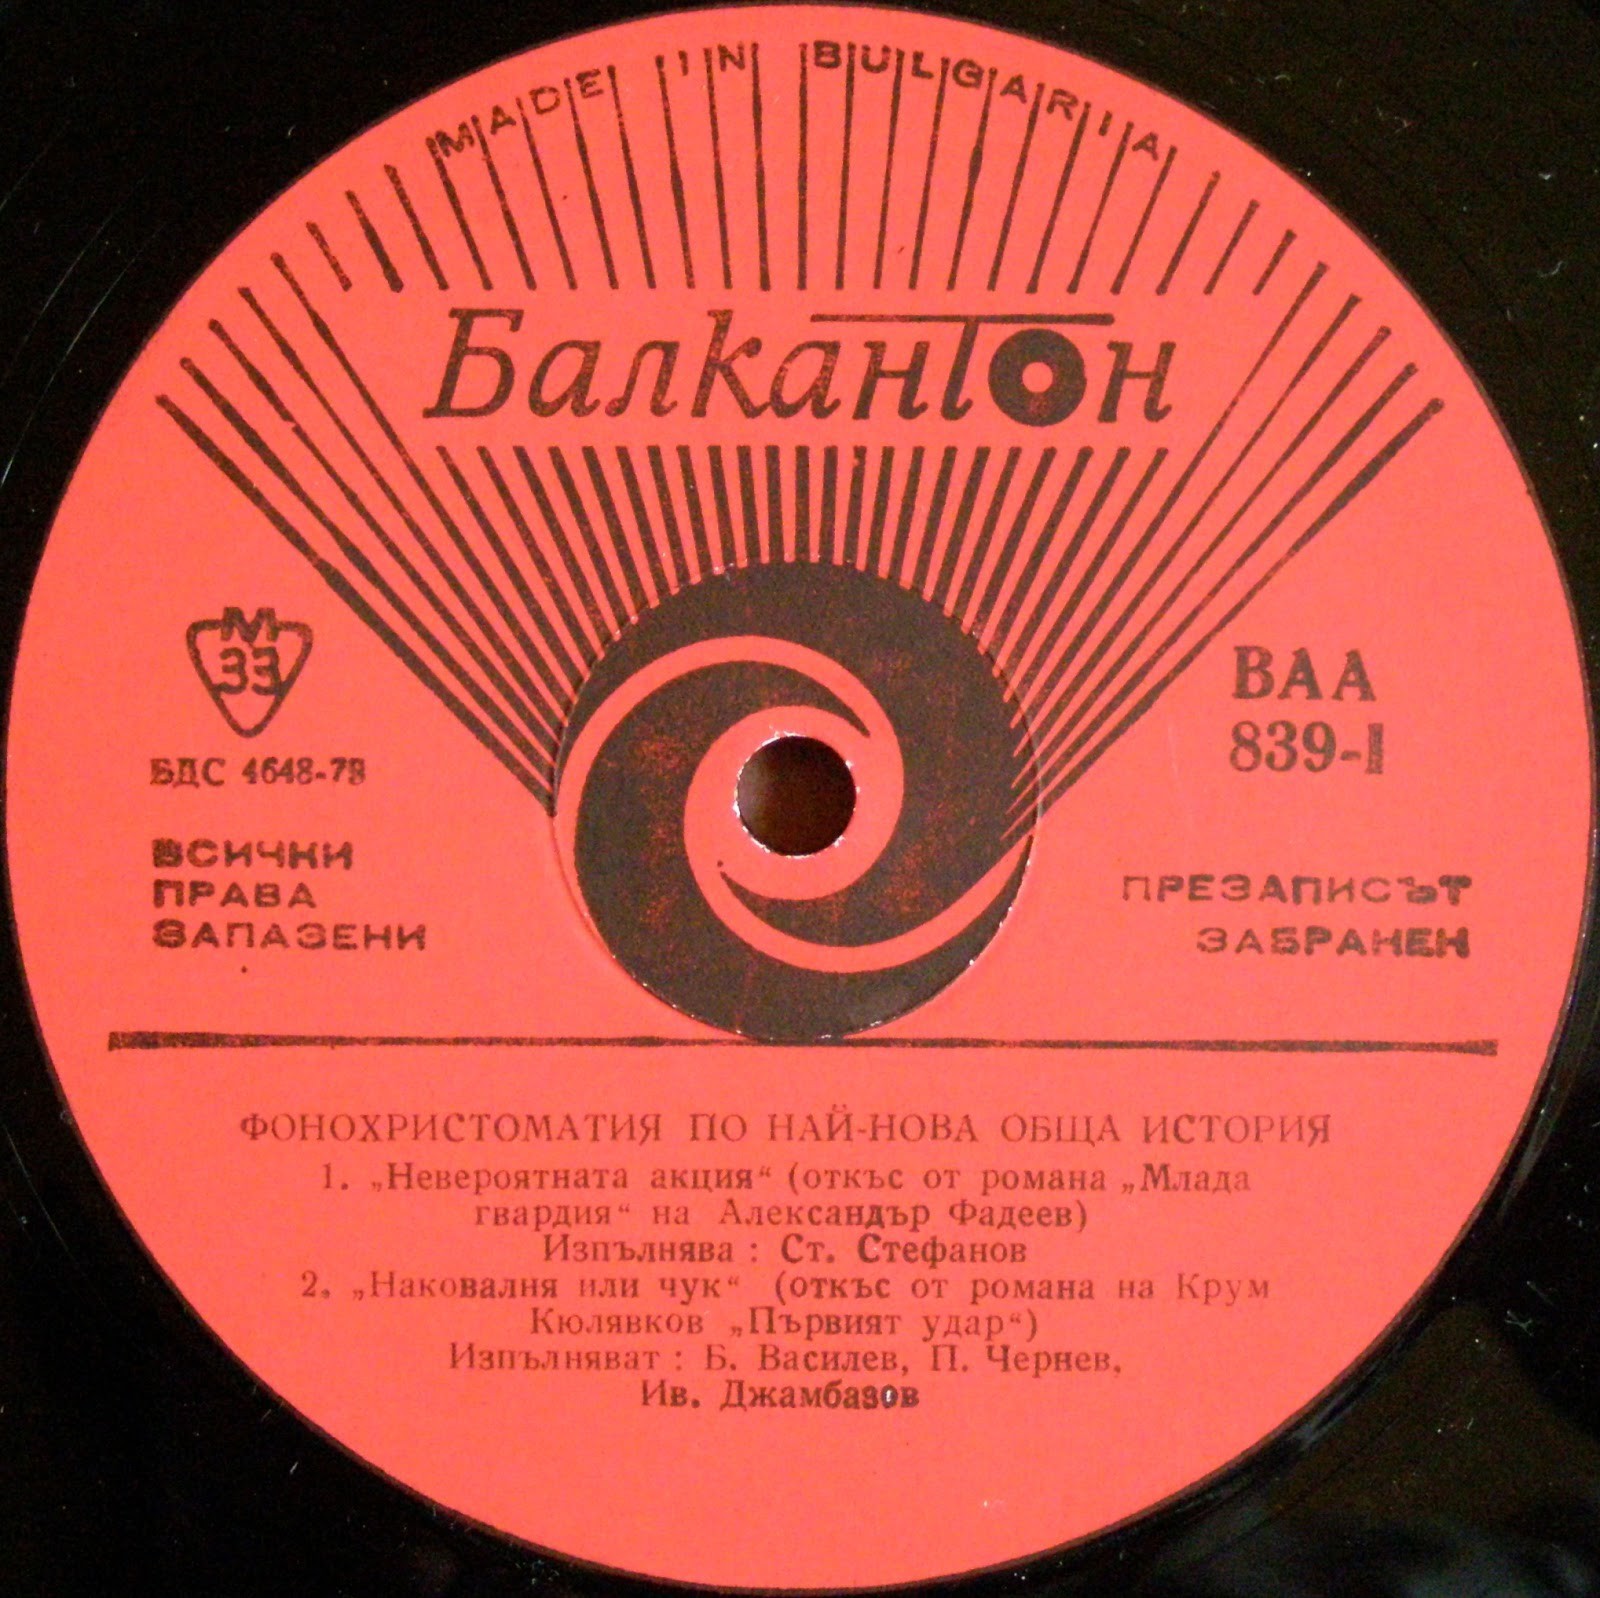 MADE IN BULGARIA
Балкантон
М
33
БДС 4648-78
ВСИЧКИ
ПРАВА
ЗАПАЗЕНИ
ВАА
839-I
ПРЕЗАПИСЪТ
ЗАБРАНЕН
ФОНОХРИСТОМАТИЯ ПО НАЙ-НОВА ОБЩА ИСТОРИЯ
1. „Невероятната акция“ (откъс от романа „Млада
гвардия“ на Александър Фадеев)
Изпълнява : Ст. Стефанов
2. „Наковалня или чук“ (откъс от романа на Крум
Кюлявков „Първият удар“)
Изпълняват : Б. Василев, П. Чернев,
Ив. Джамбазов